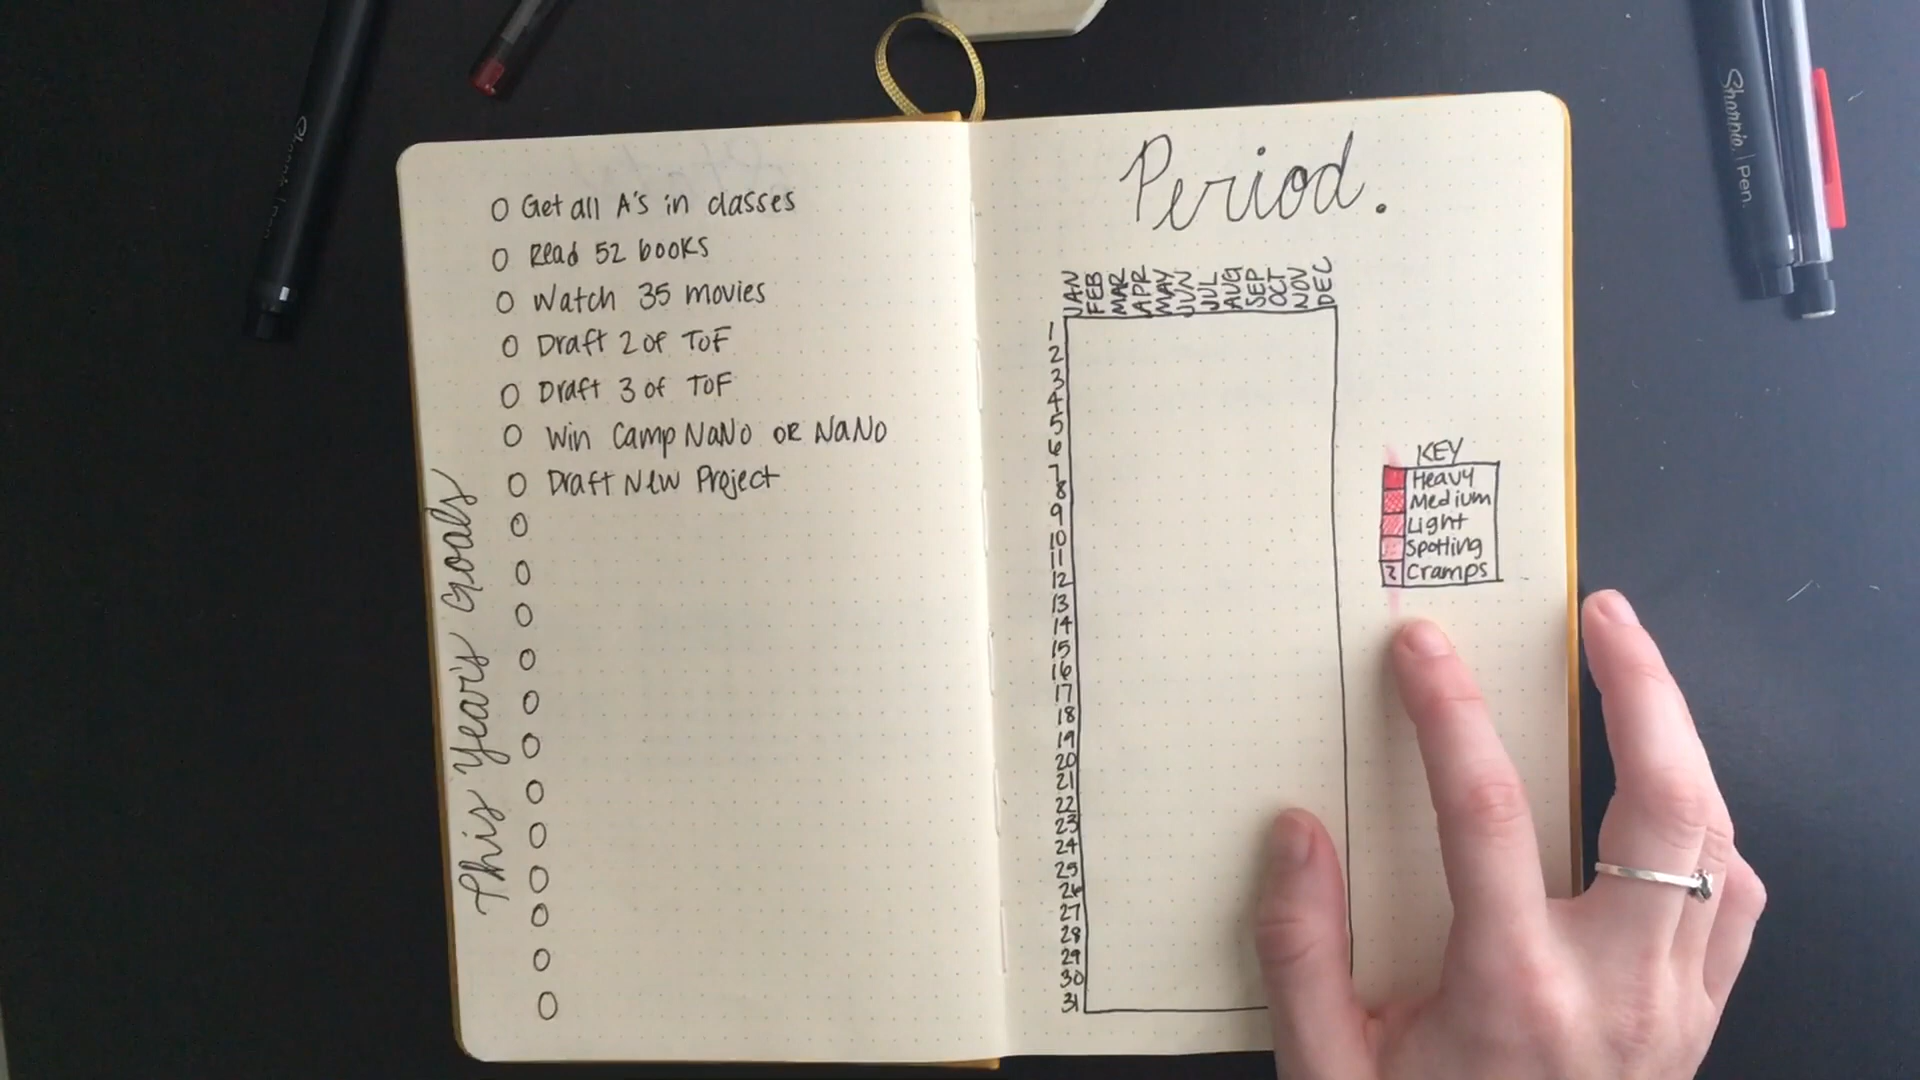 This Year's Goals
O Get all A's in classes
O Read 52 books
O Watch 35 movies
O Draft 2 of ToF
O Draft 3 of ToF
O Win Camp NaNo OR NaNo
O Draft New Project
Period.
JAN FEB MAR APR MAY JUN JUL AUG SEP OCT NOV DEC
1
2
3
4
5
6
7
8
9
10
11
12
13
14
15
16
17
18
19
20
21
22
23
24
25
26
27
28
29
30
31
KEY
Heavy
Medium
Light
Spotting
Cramps
Sharpie | Pen.